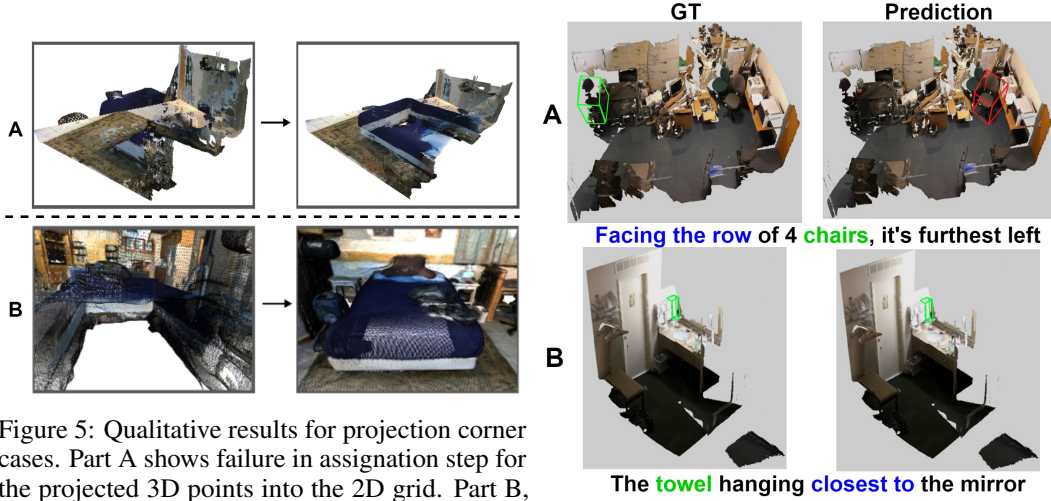 A
B
Figure 5: Qualitative results for projection corner
cases. Part A shows failure in assignation step for
the projected 3D points into the 2D grid. Part B,
GT
Prediction
A
Facing the row of 4 chairs, it's furthest left
B
The towel hanging closest to the mirror